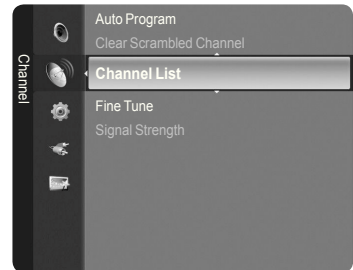 Channel
Auto Program
Clear Scrambled Channel
Channel List
Fine Tune
Signal Strength